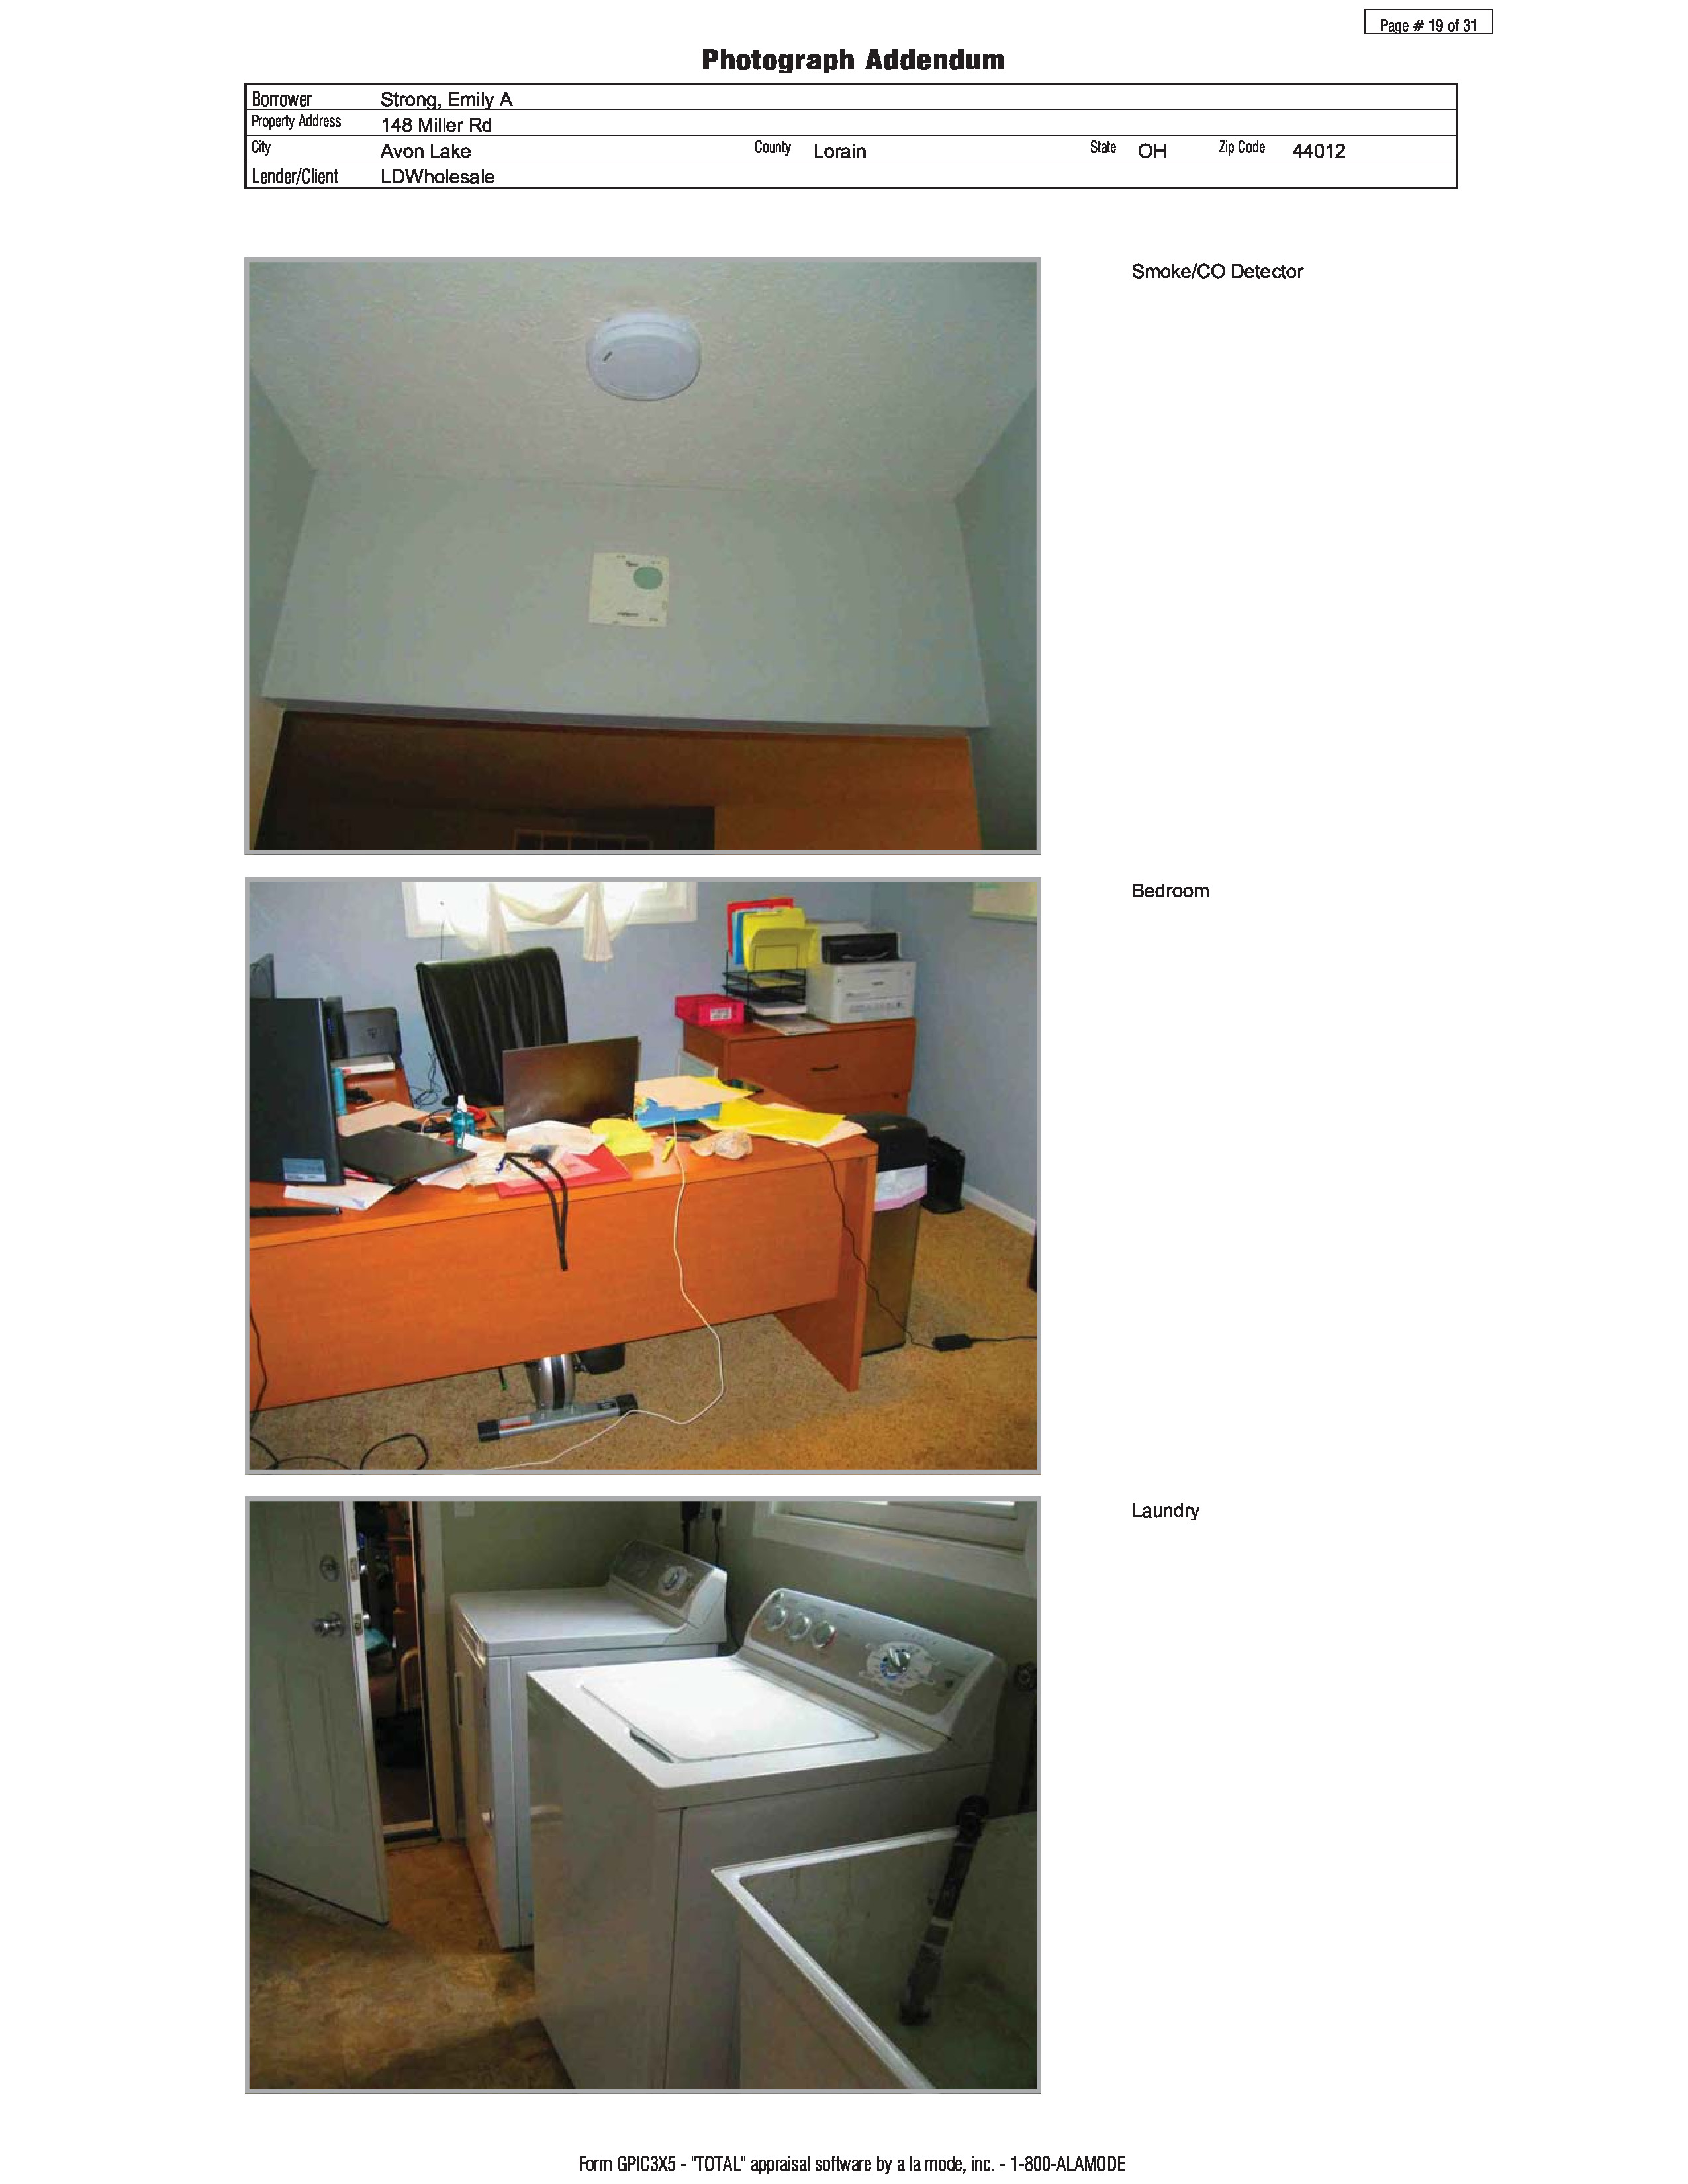 Page # 19 of 31
Photograph Addendum
Borrower Strong, Emily A
Property Address 148 Miller Rd
City Avon Lake County Lorain State OH Zip Code 44012
Lender/Client LDWholesale
Smoke/CO Detector
Bedroom
Laundry
Form GPIC3X5 - "TOTAL" appraisal software by a la mode, inc. - 1-800-ALAMODE